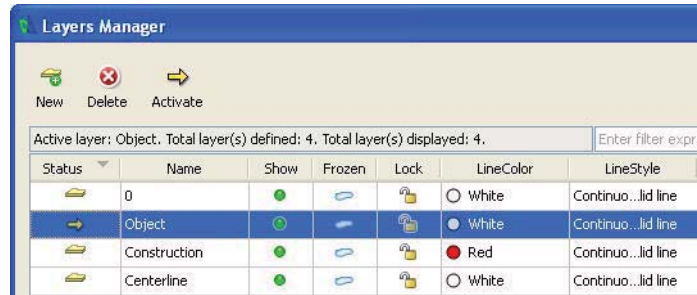 Layers Manager
New Delete Activate
Active layer: Object. Total layer(s) defined: 4. Total layer(s) displayed: 4. Enter filter expr
Status Name Show Frozen Lock LineColor LineStyle
0 White Continuo...lid line
Object White Continuo...lid line
Construction Red Continuo...lid line
Centerline White Continuo...lid line